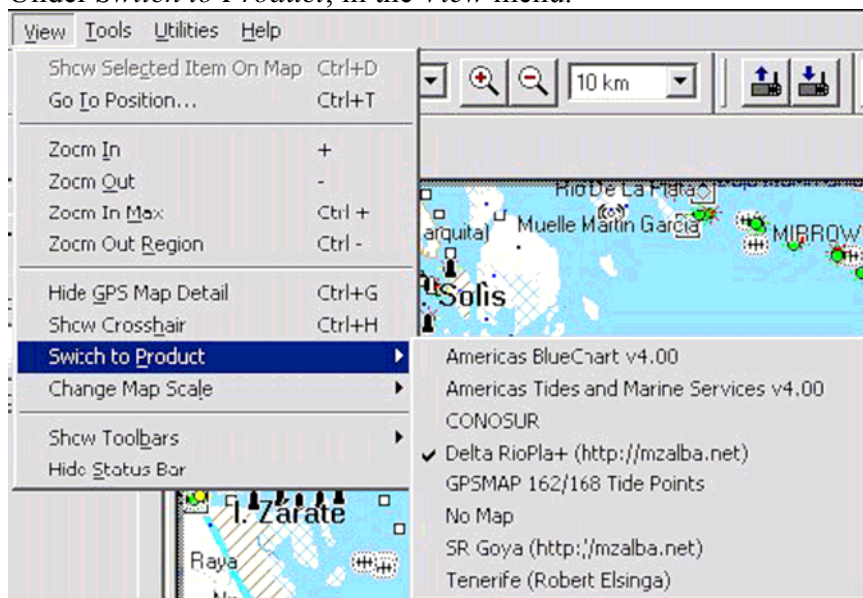 Under Switch to Product, in the View menu.
View Tools Utilities Help
Show Selected Item On Map Ctrl+D
Go To Position... Ctrl+T
10 km
Zoom In +
Zoom Out -
Zoom In Max Ctrl +
Zoom Out Region Ctrl -
Rio De La Plata
arquita) Muelle Martin Garcia
MIRROW
Solis
Hide GPS Map Detail Ctrl+G
Show Crosshair Ctrl+H
Switch to Product
Change Map Scale
Show Toolbars
Hide Status Bar
Americas BlueChart v4.00
Americas Tides and Marine Services v4.00
CONOSUR
Delta RioPla+ (http://mzalba.net)
GPSMAP 162/168 Tide Points
No Map
SR Goya (http://mzalba.net)
Tenerife (Robert Elsinga)
I. Zarate
Raya